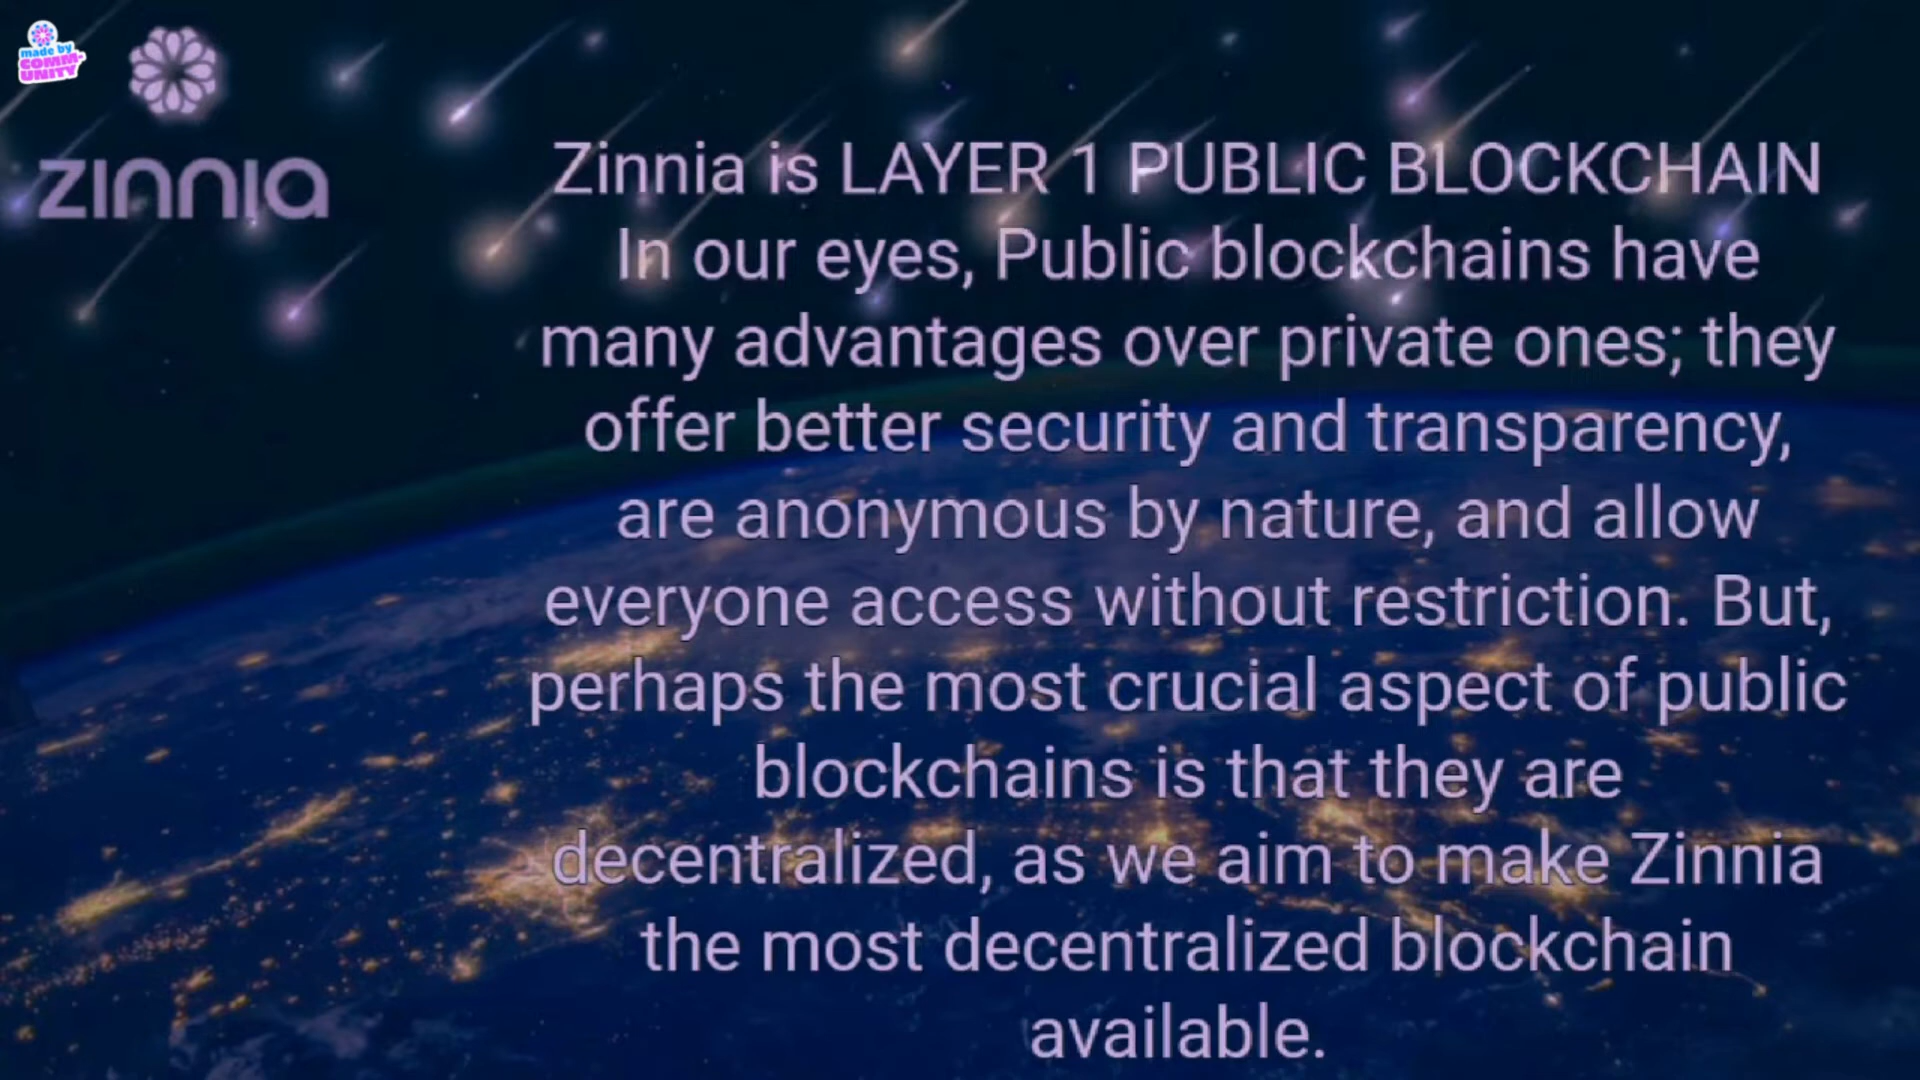 made by
COMM-
UNITY
ZINNIA
Zinnia is LAYER 1 PUBLIC BLOCKCHAIN
In our eyes, Public blockchains have
many advantages over private ones; they
offer better security and transparency,
are anonymous by nature, and allow
everyone access without restriction. But,
perhaps the most crucial aspect of public
blockchains is that they are
decentralized, as we aim to make Zinnia
the most decentralized blockchain
available.